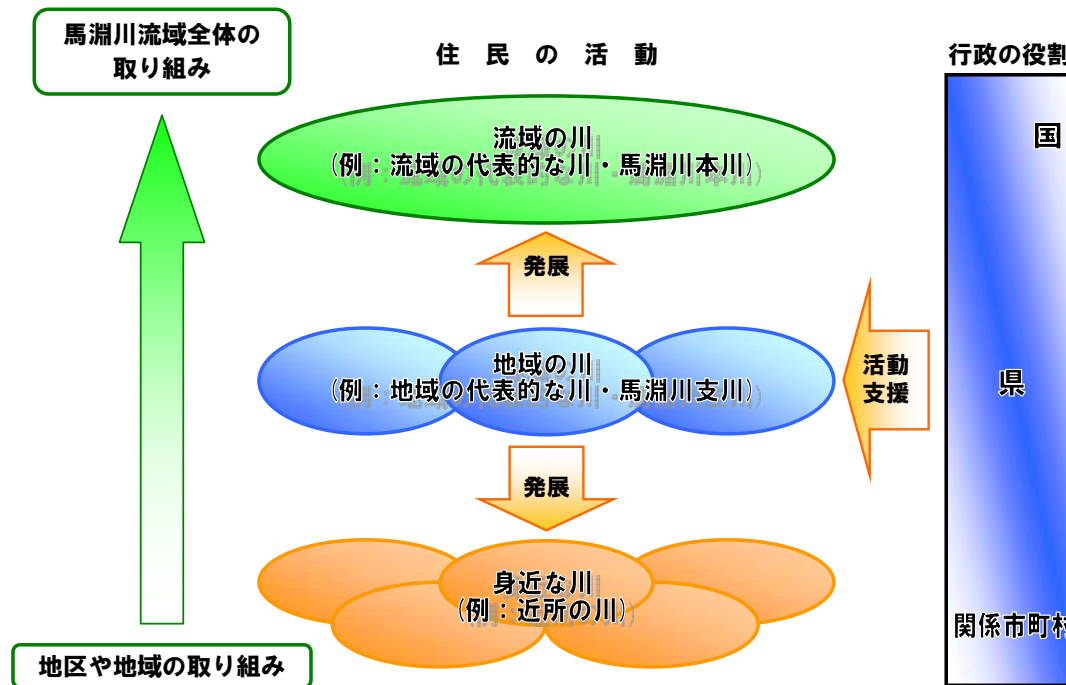 馬淵川流域全体の
取り組み
住民の活動
行政の役割
流域の川
(例：流域の代表的な川・馬淵川本川)
国
発展
地域の川
(例：地域の代表的な川・馬淵川支川)
活動
支援
県
発展
身近な川
(例：近所の川)
関係市町村
地区や地域の取り組み